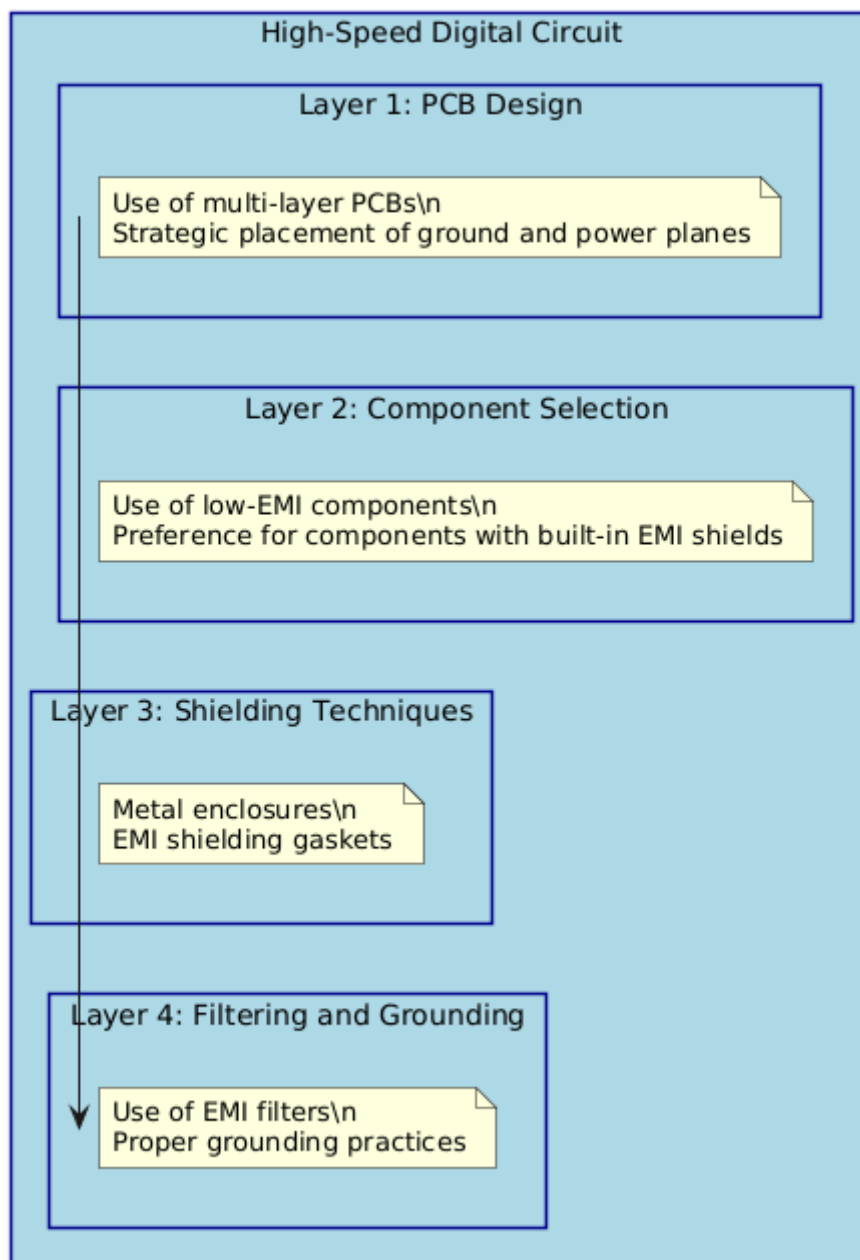 High-Speed Digital Circuit
Layer 1: PCB Design
Use of multi-layer PCBs\n
Strategic placement of ground and power planes
Layer 2: Component Selection
Use of low-EMI components\n
Preference for components with built-in EMI shields
Layer 3: Shielding Techniques
Metal enclosures\n
EMI shielding gaskets
Layer 4: Filtering and Grounding
Use of EMI filters\n
Proper grounding practices